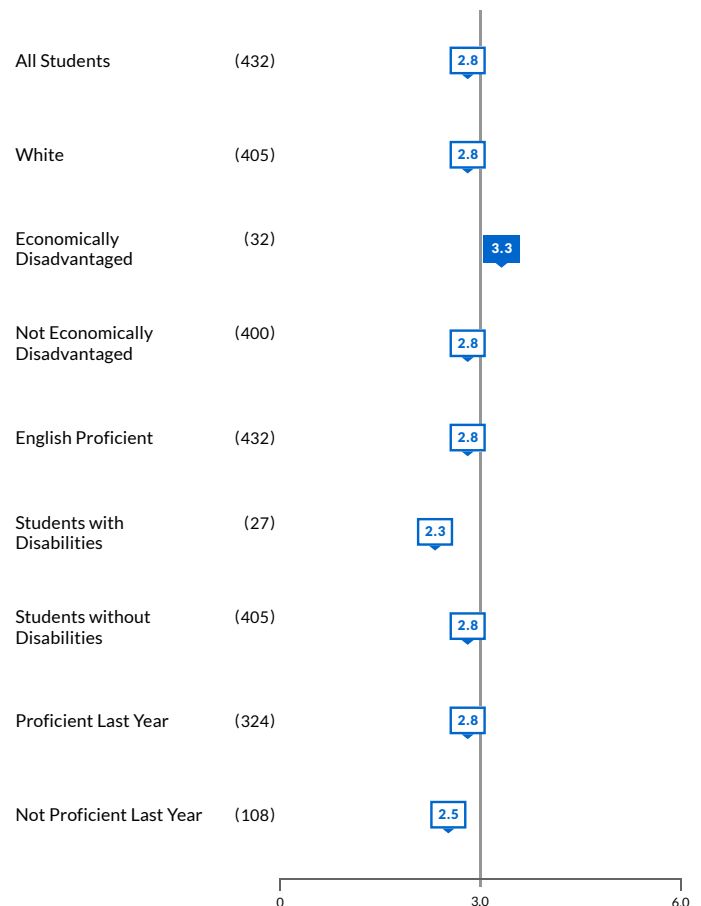 All Students (432) 2.8
White (405) 2.8
Economically (32)
Disadvantaged 3.3
Not Economically (400)
Disadvantaged 2.8
English Proficient (432) 2.8
Students with (27)
Disabilities 2.3
Students without (405)
Disabilities 2.8
Proficient Last Year (324) 2.8
Not Proficient Last Year (108) 2.5
0 3.0 6.0